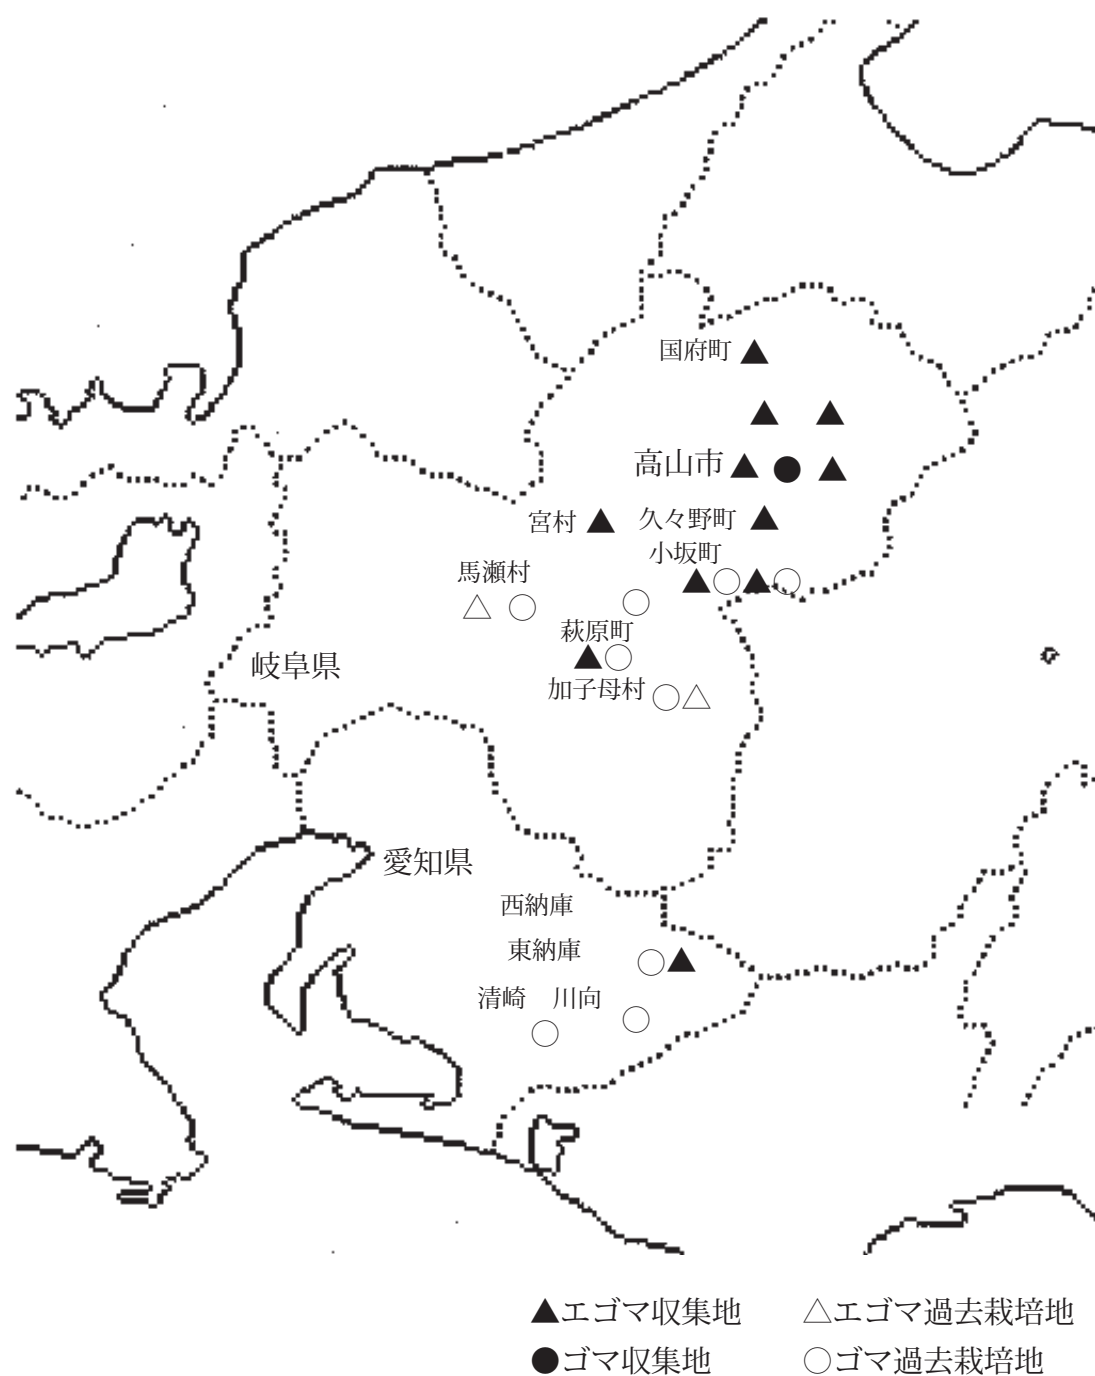 国府町
高山市
宮村
久々野町
小坂町
馬瀬村
萩原町
岐阜県
加子母村
愛知県
西納庫
東納庫
清崎 川向
▲エゴマ収集地 △エゴマ過去栽培地
●ゴマ収集地 ○ゴマ過去栽培地